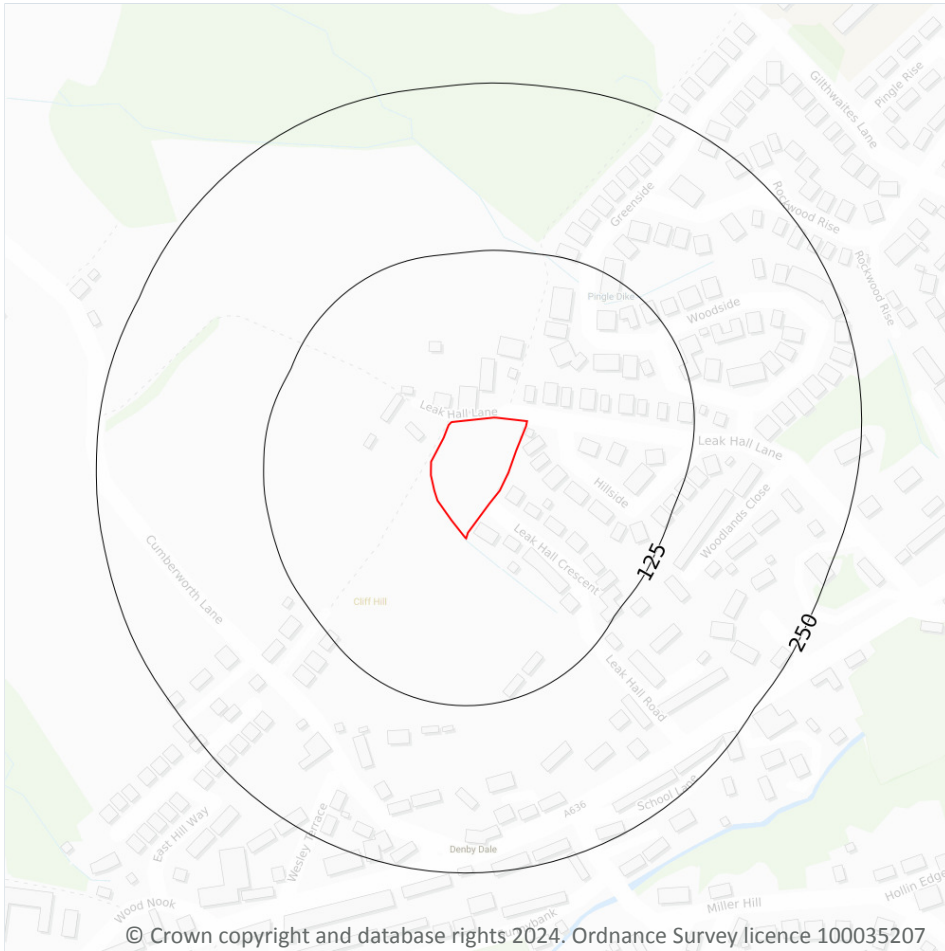 Gilthwaites Lane
Pingle Rise
Greenside
Rockwood Rise
Rockwood Rise
Pingle Dike
Woodside
Leak Hall Lane
Leak Hall Lane
Hillside
Woodlands Close
Leak Hall Crescent
125
Cumberworth Lane
Cliff Hill
250
Leak Hall Road
School Lane
A636
East Hill Way
Wesley Terrace
Denby Dale
Hollin Edge
Wood Nook
Miller Hill
© Crown copyright and database rights 2024. Ordnance Survey licence 100035207